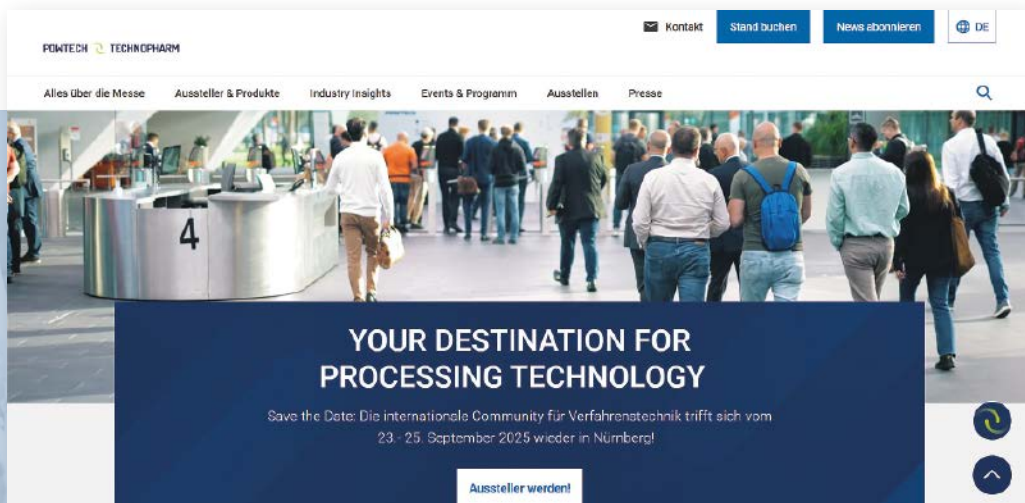 Kontakt
Stand buchen
News abonnieren
DE
POWTECH TECHNOPHARM
Alles über die Messe Aussteller & Produkte Industry Insights Events & Programm Ausstellen Presse
4
YOUR DESTINATION FOR
PROCESSING TECHNOLOGY
Save the Date: Die internationale Community für Verfahrenstechnik trifft sich vom
23.- 25. September 2025 wieder in Nürnberg!
Aussteller werden!